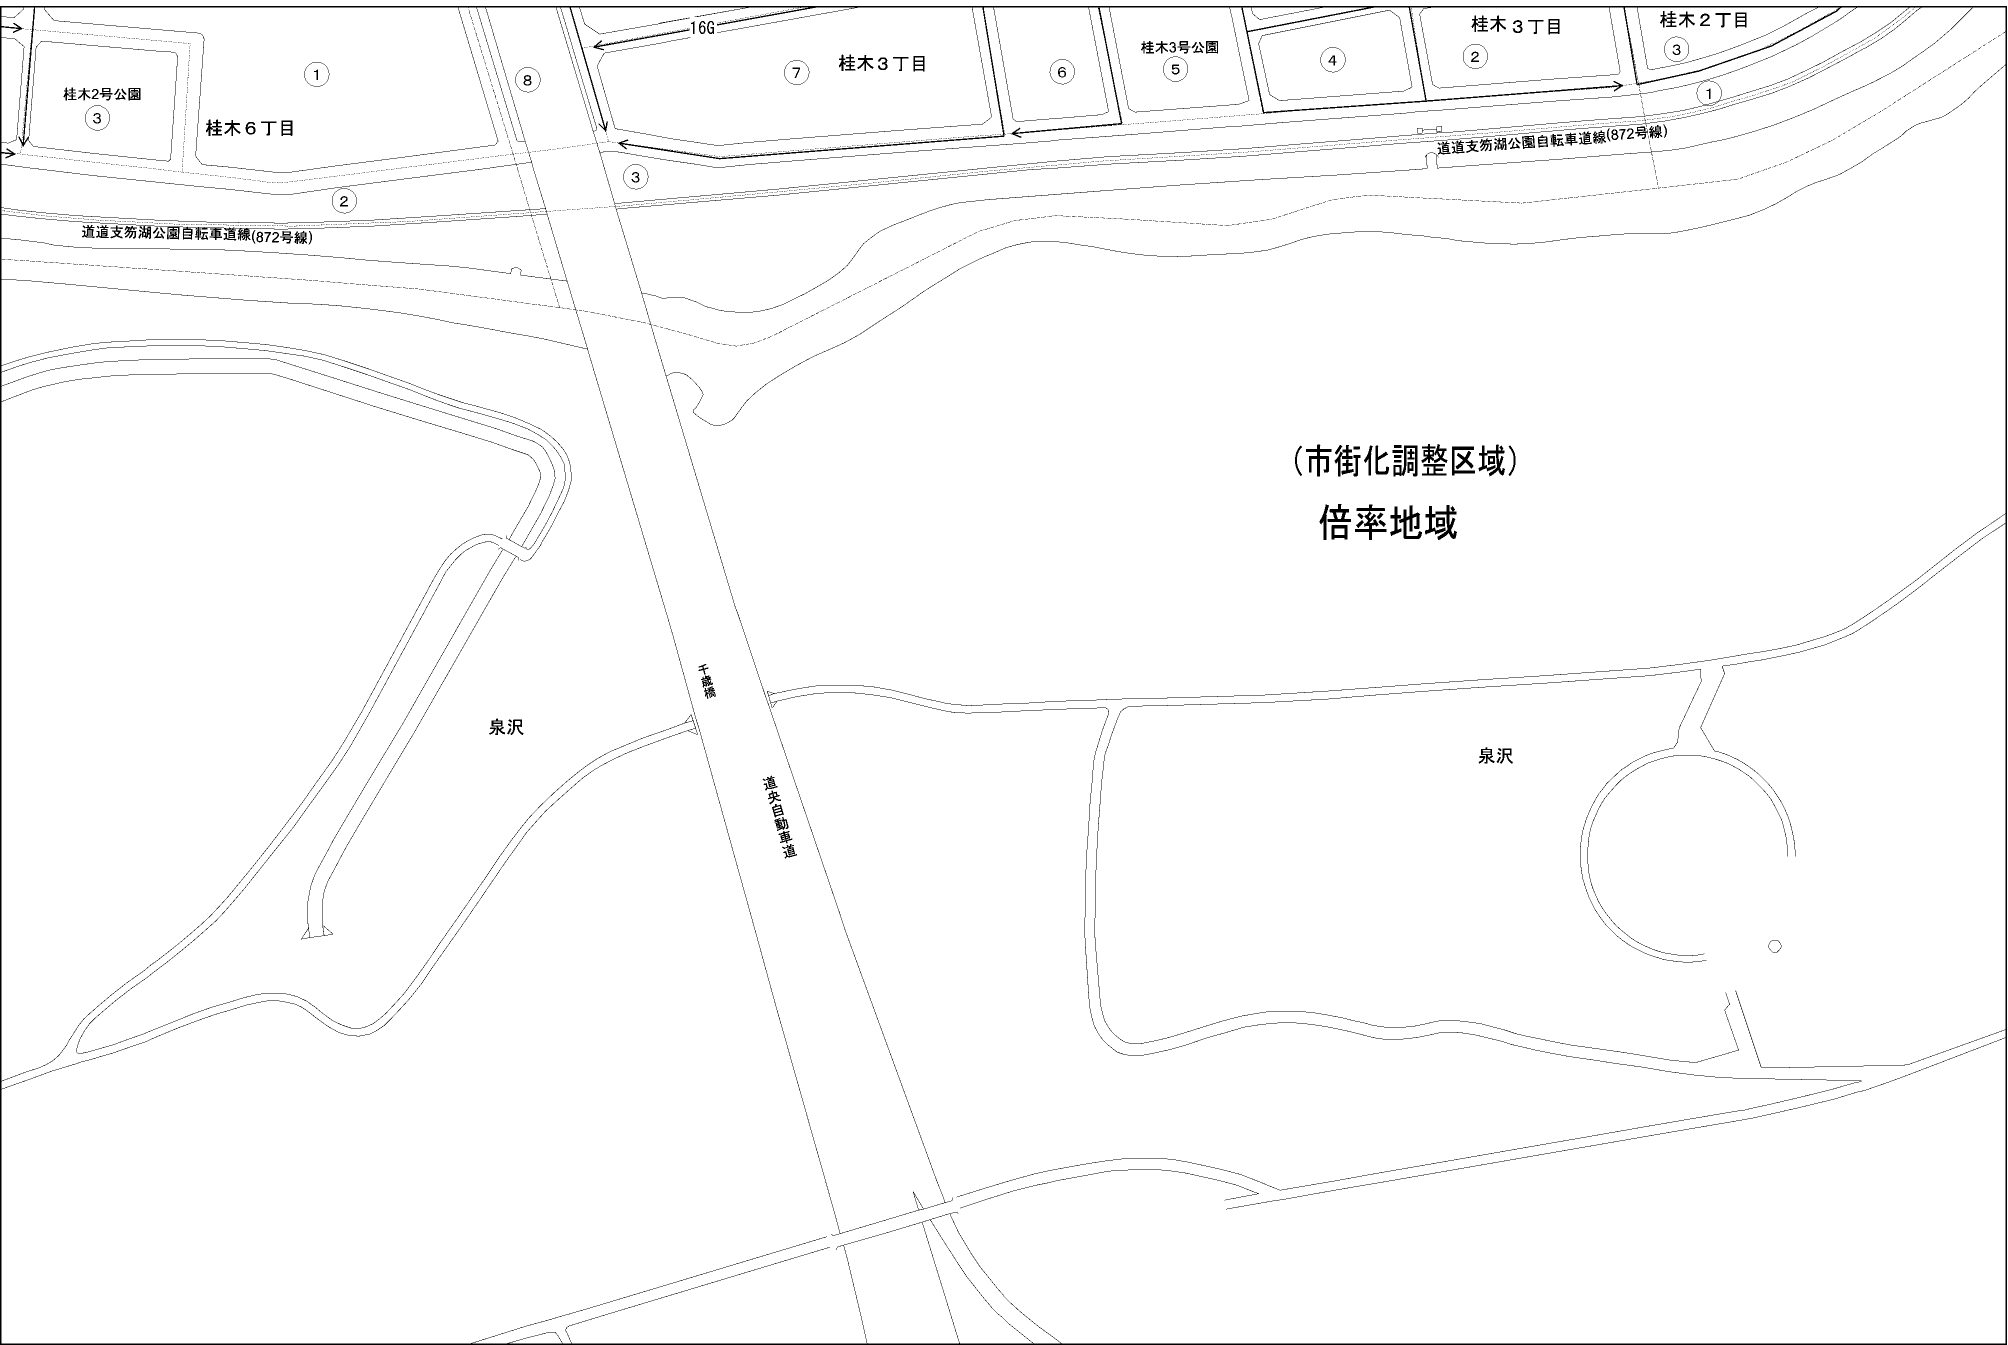 16G
桂木3丁目
桂木2丁目
③
桂木3号公園
⑤
②
④
⑥
⑦
桂木3丁目
⑧
①
桂木2号公園
③
桂木6丁目
①
道道支笏湖公園自転車道線(872号線)
③
②
道道支笏湖公園自転車道線(872号線)
(市街化調整区域)
倍率地域
千歳橋
泉沢
泉沢
道央自動車道